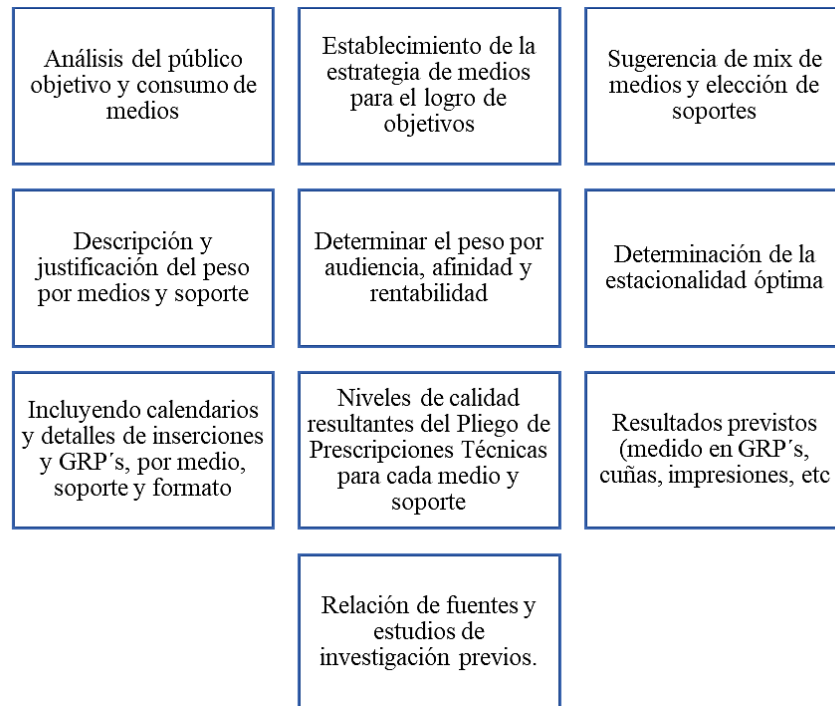 Análisis del público
objetivo y consumo de
medios
Establecimiento de la
estrategia de medios
para el logro de
objetivos
Sugerencia de mix de
medios y elección de
soportes
Descripción y
justificación del peso
por medios y soporte
Determinar el peso por
audiencia, afinidad y
rentabilidad
Determinación de la
estacionalidad óptima
Incluyendo calendarios
y detalles de inserciones
y GRP´s, por medio,
soporte y formato
Niveles de calidad
resultantes del Pliego de
Prescripciones Técnicas
para cada medio y
soporte
Resultados previstos
(medido en GRP´s,
cuñas, impresiones, etc
Relación de fuentes y
estudios de
investigación previos.